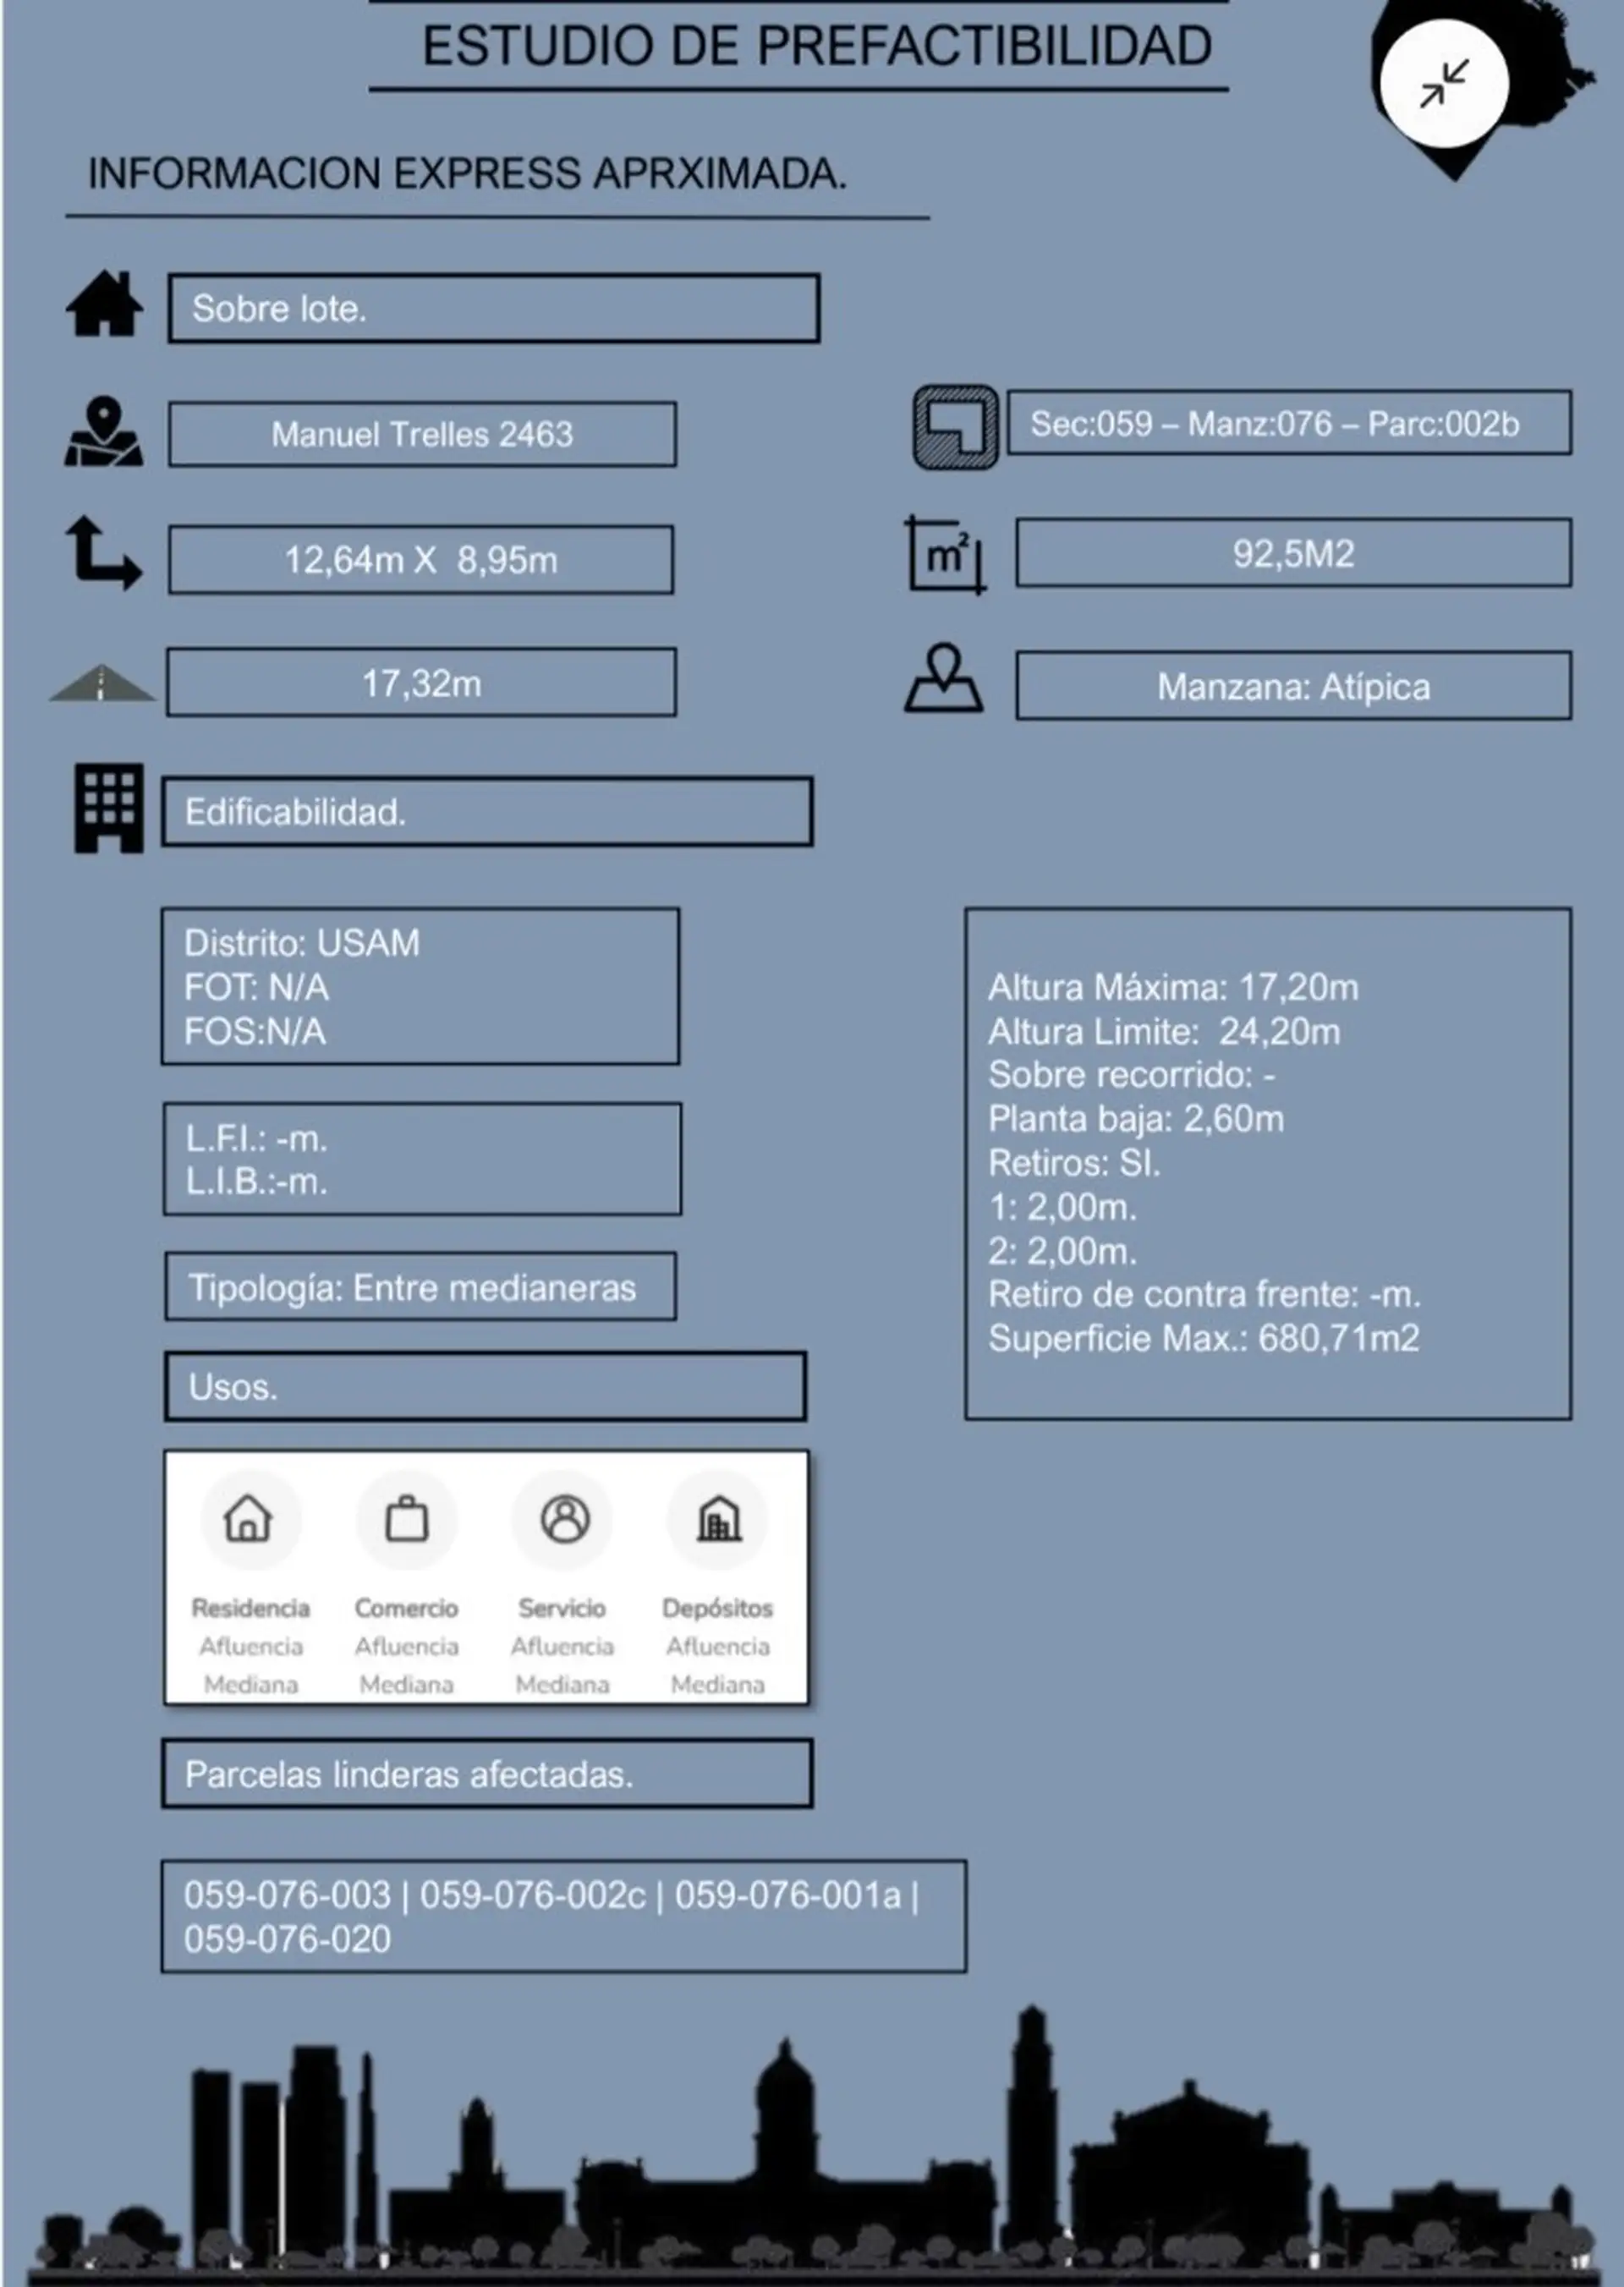 ESTUDIO DE PREFACTIBILIDAD
INFORMACION EXPRESS APRXIMADA.
Sobre lote.
Manuel Trelles 2463
Sec:059 – Manz:076 – Parc:002b
12,64m X 8,95m
m²
92,5M2
17,32m
Manzana: Atípica
Edificabilidad.
Distrito: USAM
FOT: N/A
FOS:N/A
L.F.I.: -m.
L.I.B.:-m.
Tipología: Entre medianeras
Altura Máxima: 17,20m
Altura Limite: 24,20m
Sobre recorrido: -
Planta baja: 2,60m
Retiros: SI.
1: 2,00m.
2: 2,00m.
Retiro de contra frente: -m.
Superficie Max.: 680,71m2
Usos.
Residencia Comercio Servicio Depósitos
Afluencia Afluencia Afluencia Afluencia
Mediana Mediana Mediana Mediana
Parcelas linderas afectadas.
059-076-003 | 059-076-002c | 059-076-001a |
059-076-020